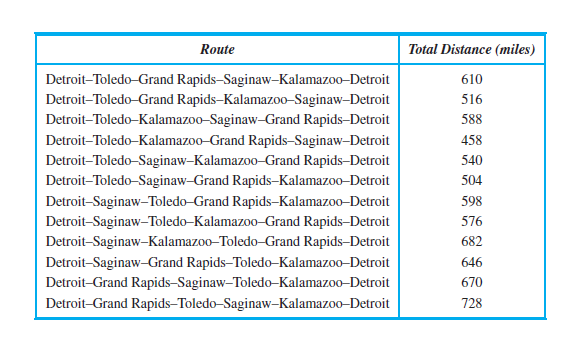 Route Total Distance (miles)
Detroit–Toledo–Grand Rapids–Saginaw–Kalamazoo–Detroit 610
Detroit–Toledo–Grand Rapids–Kalamazoo–Saginaw–Detroit 516
Detroit–Toledo–Kalamazoo–Saginaw–Grand Rapids–Detroit 588
Detroit–Toledo–Kalamazoo–Grand Rapids–Saginaw–Detroit 458
Detroit–Toledo–Saginaw–Kalamazoo–Grand Rapids–Detroit 540
Detroit–Toledo–Saginaw–Grand Rapids–Kalamazoo–Detroit 504
Detroit–Saginaw–Toledo–Grand Rapids–Kalamazoo–Detroit 598
Detroit–Saginaw–Toledo–Kalamazoo–Grand Rapids–Detroit 576
Detroit–Saginaw–Kalamazoo–Toledo–Grand Rapids–Detroit 682
Detroit–Saginaw–Grand Rapids–Toledo–Kalamazoo–Detroit 646
Detroit–Grand Rapids–Saginaw–Toledo–Kalamazoo–Detroit 670
Detroit–Grand Rapids–Toledo–Saginaw–Kalamazoo–Detroit 728